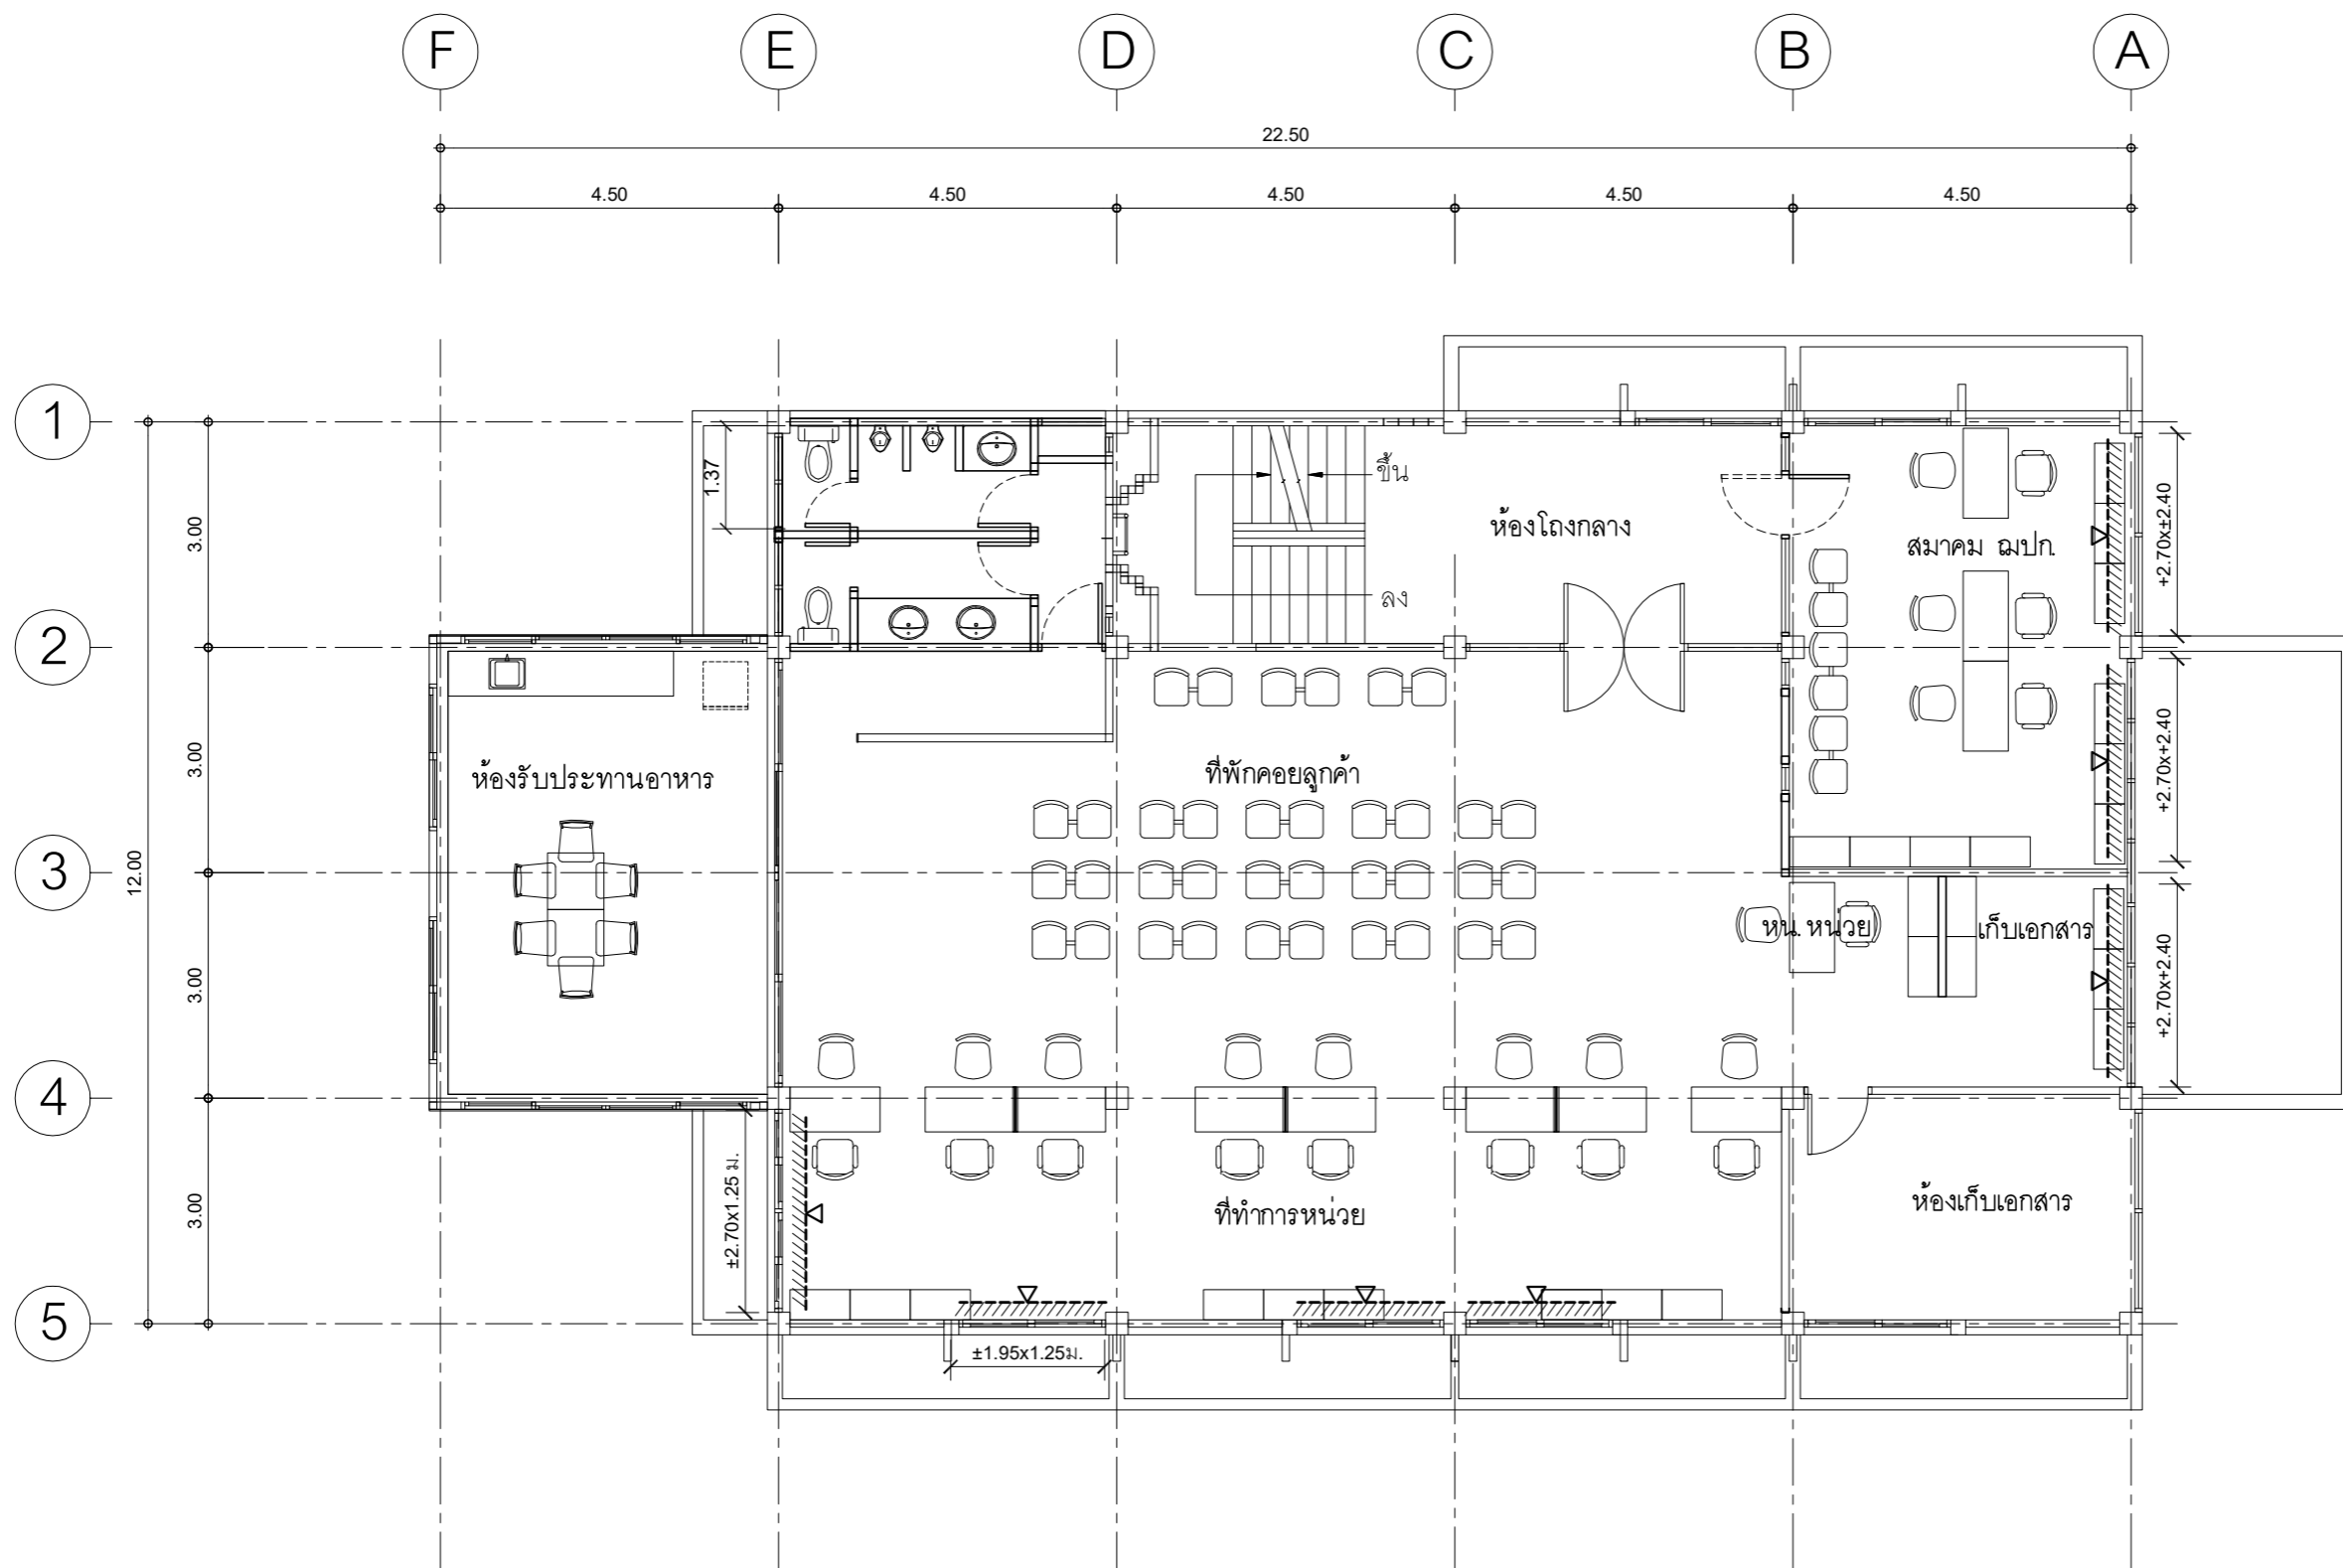 F E D C B A
22.50
4.50 4.50 4.50 4.50 4.50
1
1.37
ขึ้น
+2.70x±2.40
3.00
ห้องโถงกลาง
สมาคม ฌปก.
ลง
2
3.00
ห้องรับประทานอาหาร
ที่พักคอยลูกค้า
+2.70x+2.40
3
12.00
หน.หน่วย
เก็บเอกสาร
3.00
+2.70x+2.40
4
±2.70x1.25 ม.
3.00
ที่ทำการหน่วย
ห้องเก็บเอกสาร
5
±1.95x1.25ม.